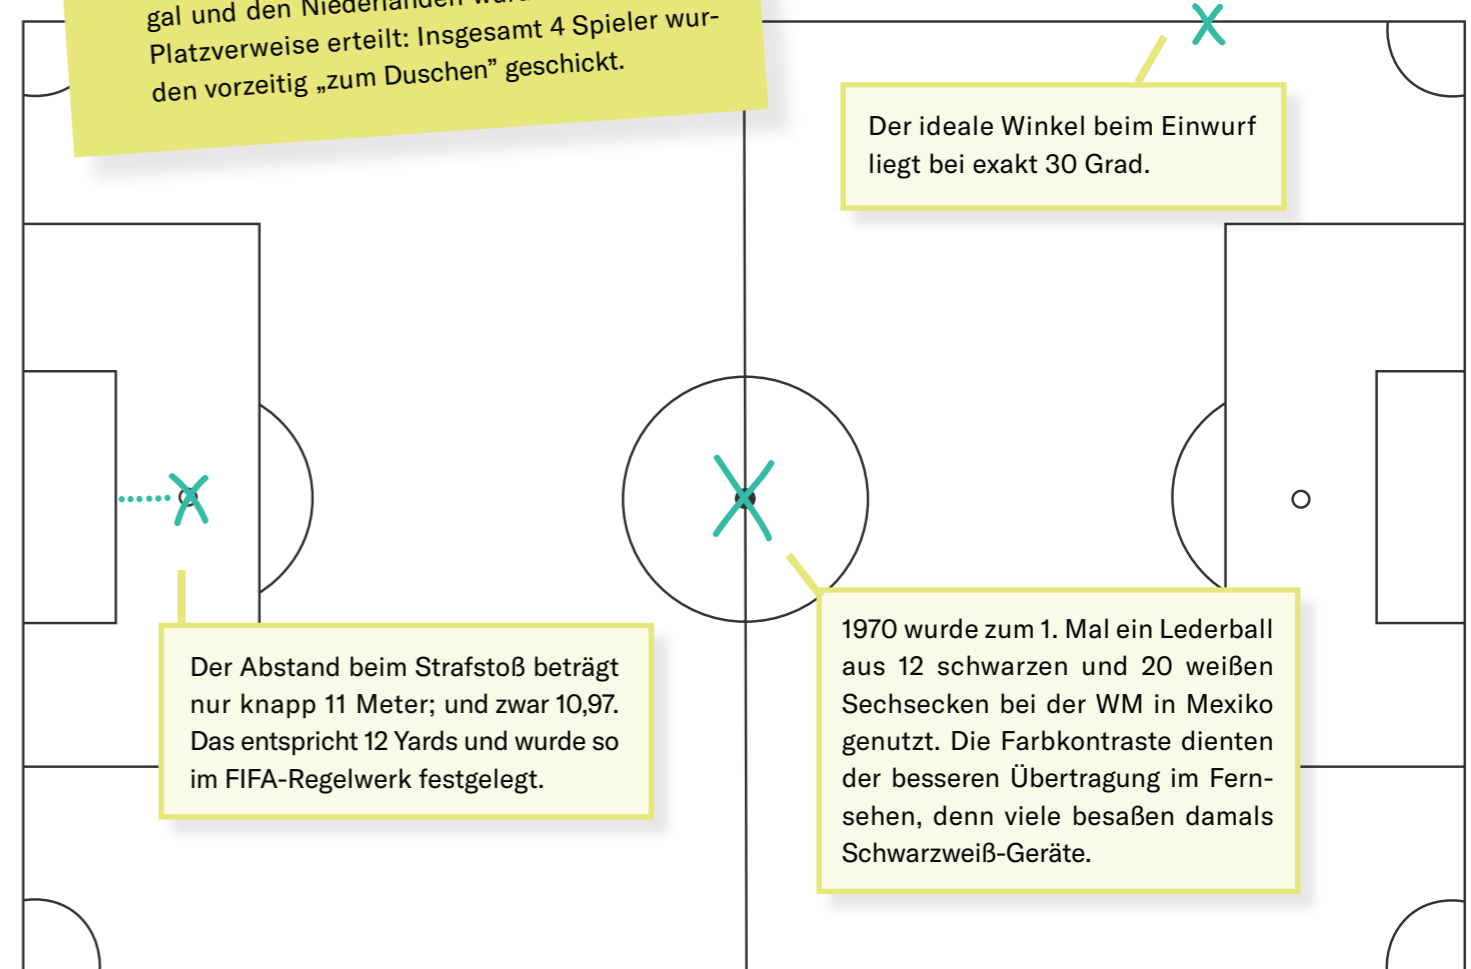 gal und den Niederlanden
Platzverweise erteilt: Insgesamt 4 Spieler wur-
den vorzeitig „zum Duschen” geschickt.
Der ideale Winkel beim Einwurf
liegt bei exakt 30 Grad.
Der Abstand beim Strafstoß beträgt
nur knapp 11 Meter; und zwar 10,97.
Das entspricht 12 Yards und wurde so
im FIFA-Regelwerk festgelegt.
1970 wurde zum 1. Mal ein Lederball
aus 12 schwarzen und 20 weißen
Sechsecken bei der WM in Mexiko
genutzt. Die Farbkontraste dienten
der besseren Übertragung im Fern-
sehen, denn viele besaßen damals
Schwarzweiß-Geräte.